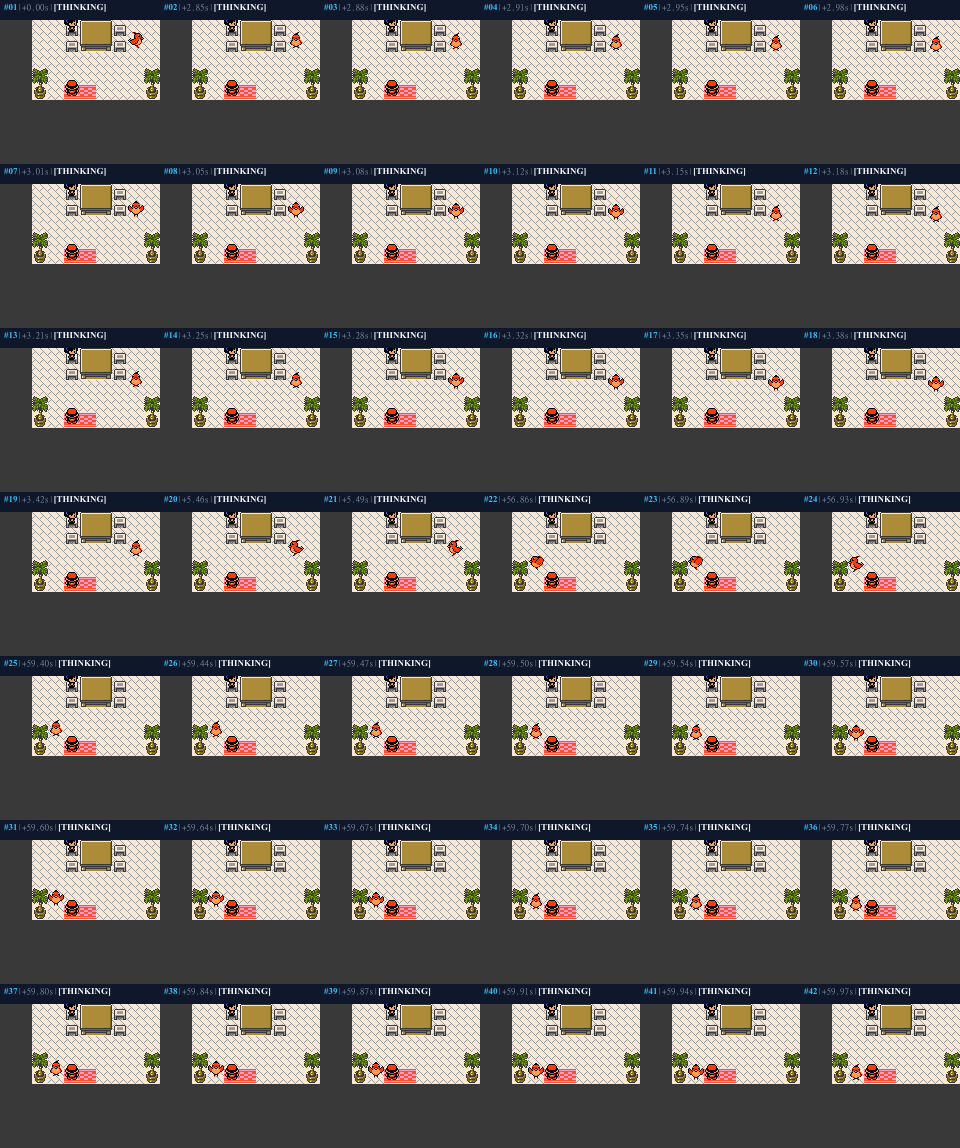 #01|+0.00s|[THINKING] #02|+2.85s|[THINKING] #03|+2.88s|[THINKING] #04|+2.91s|[THINKING] #05|+2.95s|[THINKING] #06|+2.98s|[THINKING]
#07|+3.01s|[THINKING] #08|+3.05s|[THINKING] #09|+3.08s|[THINKING] #10|+3.12s|[THINKING] #11|+3.15s|[THINKING] #12|+3.18s|[THINKING]
#13|+3.21s|[THINKING] #14|+3.25s|[THINKING] #15|+3.28s|[THINKING] #16|+3.32s|[THINKING] #17|+3.35s|[THINKING] #18|+3.38s|[THINKING]
#19|+3.42s|[THINKING] #20|+5.46s|[THINKING] #21|+5.49s|[THINKING] #22|+56.86s|[THINKING] #23|+56.89s|[THINKING] #24|+56.93s|[THINKING]
#25|+59.40s|[THINKING] #26|+59.44s|[THINKING] #27|+59.47s|[THINKING] #28|+59.50s|[THINKING] #29|+59.54s|[THINKING] #30|+59.57s|[THINKING]
#31|+59.60s|[THINKING] #32|+59.64s|[THINKING] #33|+59.67s|[THINKING] #34|+59.70s|[THINKING] #35|+59.74s|[THINKING] #36|+59.77s|[THINKING]
#37|+59.80s|[THINKING] #38|+59.84s|[THINKING] #39|+59.87s|[THINKING] #40|+59.91s|[THINKING] #41|+59.94s|[THINKING] #42|+59.97s|[THINKING]